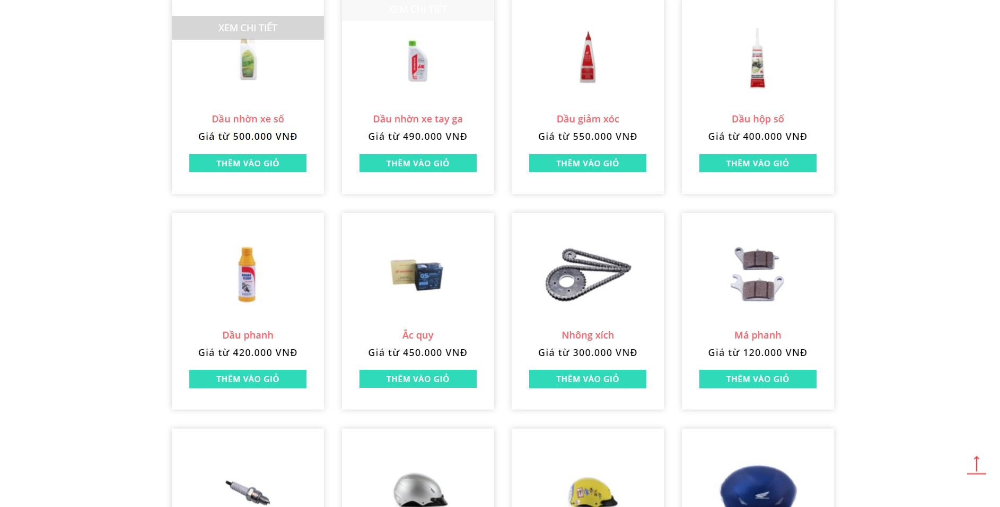 XEM CHI TIẾT
XEM CHI TIẾT
Dầu nhờn xe số
Giá từ 500.000 VNĐ
THÊM VÀO GIỎ
Dầu nhờn xe tay ga
Giá từ 490.000 VNĐ
THÊM VÀO GIỎ
Dầu giảm xóc
Giá từ 550.000 VNĐ
THÊM VÀO GIỎ
Dầu hộp số
Giá từ 400.000 VNĐ
THÊM VÀO GIỎ
BRAKE
FLUID
Dầu phanh
Giá từ 420.000 VNĐ
THÊM VÀO GIỎ
GS
Ắc quy
Giá từ 450.000 VNĐ
THÊM VÀO GIỎ
Nhông xích
Giá từ 300.000 VNĐ
THÊM VÀO GIỎ
Má phanh
Giá từ 120.000 VNĐ
THÊM VÀO GIỎ
HONDA